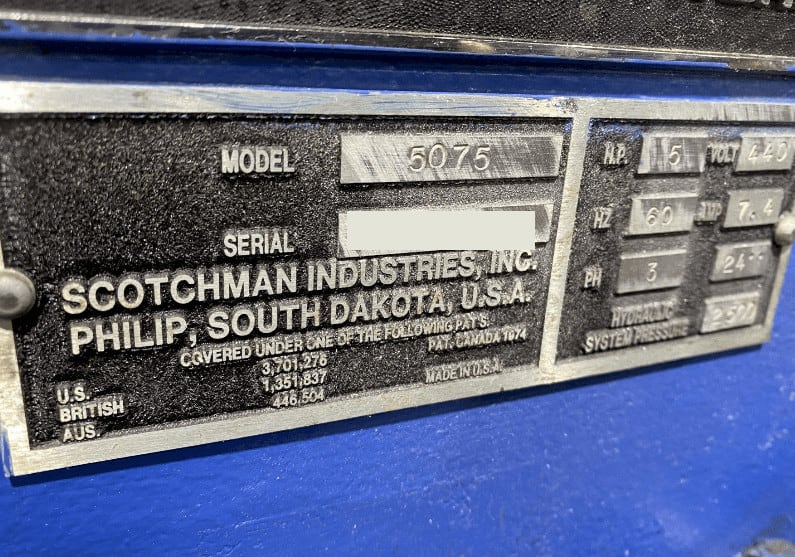 MODEL 5075
SERIAL
SCOTCHMAN INDUSTRIES, INC.
PHILIP, SOUTH DAKOTA, U.S.A.
COVERED UNDER ONE OF THE FOLLOWING PAT'S.
U.S. 3,701,276 PAT. CANADA 1974
BRITISH 1,351,837
AUS. 446,504 MADE IN U.S.A.
H.P. 5 VOLT 440
HZ 60 AMP 7.4
PH 3 24"
HYDRAULIC
SYSTEM PRESSURE 2500